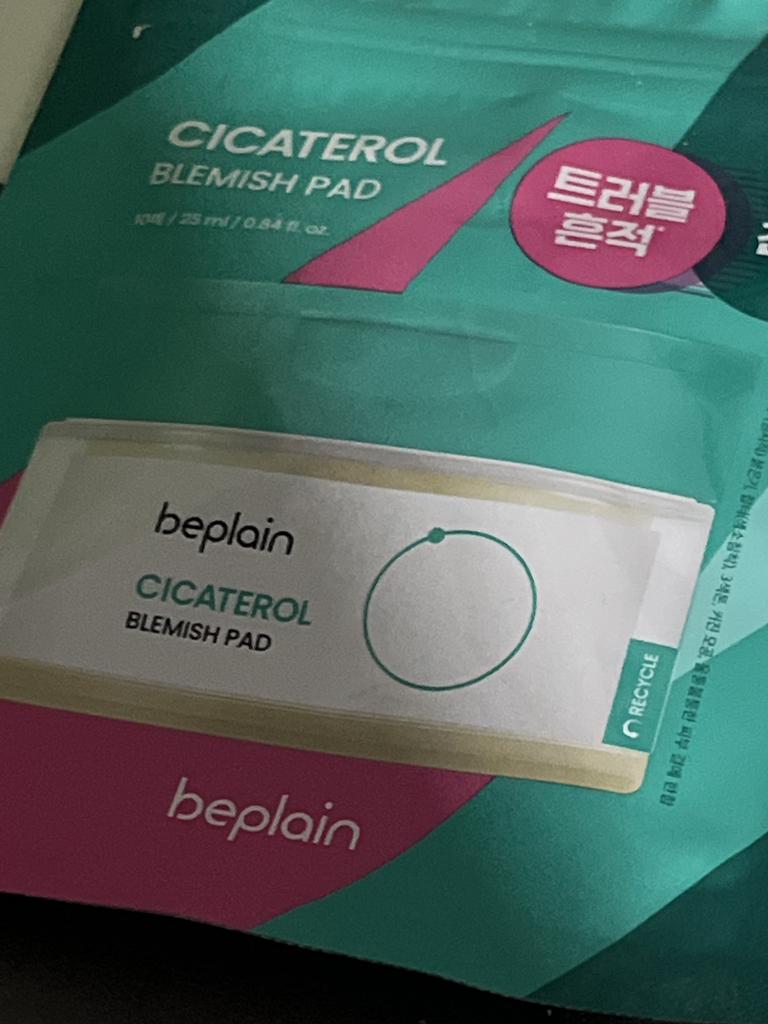 CICATEROL
BLEMISH PAD
10매 / 25 ml / 0.84 fl. oz.
트러블
흔적*
beplain
CICATEROL
BLEMISH PAD
RECYCLE
beplain